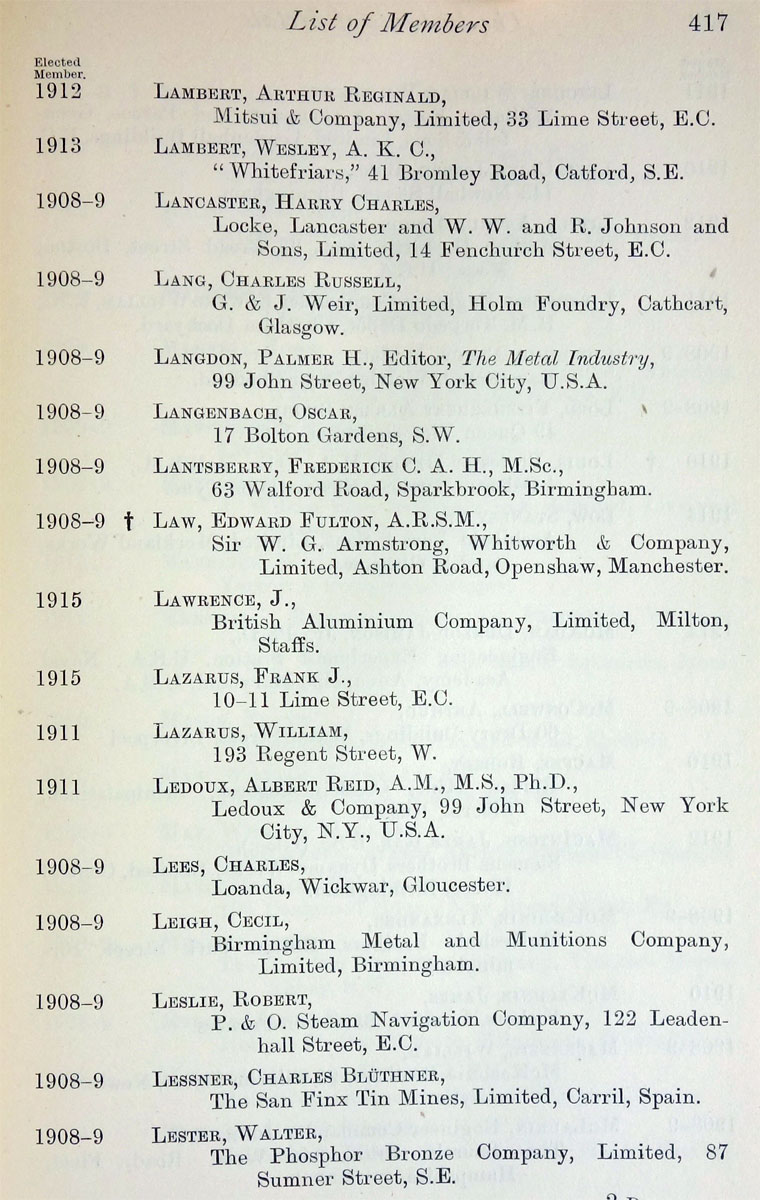 List of Members 417
Elected
Member.
1912 LAMBERT, ARTHUR REGINALD,
Mitsui & Company, Limited, 33 Lime Street, E.C.
1913 LAMBERT, WESLEY, A. K. C.,
“Whitefriars,” 41 Bromley Road, Catford, S.E.
1908–9 LANCASTER, HARRY CHARLES,
Locke, Lancaster and W. W. and R. Johnson and
Sons, Limited, 14 Fenchurch Street, E.C.
1908–9 LANG, CHARLES RUSSELL,
G. & J. Weir, Limited, Holm Foundry, Cathcart,
Glasgow.
1908–9 LANGDON, PALMER H., Editor, The Metal Industry,
99 John Street, New York City, U.S.A.
1908–9 LANGENBACH, OSCAR,
17 Bolton Gardens, S.W.
1908–9 LANTSBERRY, FREDERICK C. A. H., M.Sc.,
63 Walford Road, Sparkbrook, Birmingham.
1908–9 † LAW, EDWARD FULTON, A.R.S.M.,
Sir W. G. Armstrong, Whitworth & Company,
Limited, Ashton Road, Openshaw, Manchester.
1915 LAWRENCE, J.,
British Aluminium Company, Limited, Milton,
Staffs.
1915 LAZARUS, FRANK J.,
10–11 Lime Street, E.C.
1911 LAZARUS, WILLIAM,
193 Regent Street, W.
1911 LEDOUX, ALBERT REID, A.M., M.S., Ph.D.,
Ledoux & Company, 99 John Street, New York
City, N.Y., U.S.A.
1908–9 LEES, CHARLES,
Loanda, Wickwar, Gloucester.
1908–9 LEIGH, CECIL,
Birmingham Metal and Munitions Company,
Limited, Birmingham.
1908–9 LESLIE, ROBERT,
P. & O. Steam Navigation Company, 122 Leaden-
hall Street, E.C.
1908–9 LESSNER, CHARLES BLÜTHNER,
The San Finx Tin Mines, Limited, Carril, Spain.
1908–9 LESTER, WALTER,
The Phosphor Bronze Company, Limited, 87
Sumner Street, S.E.